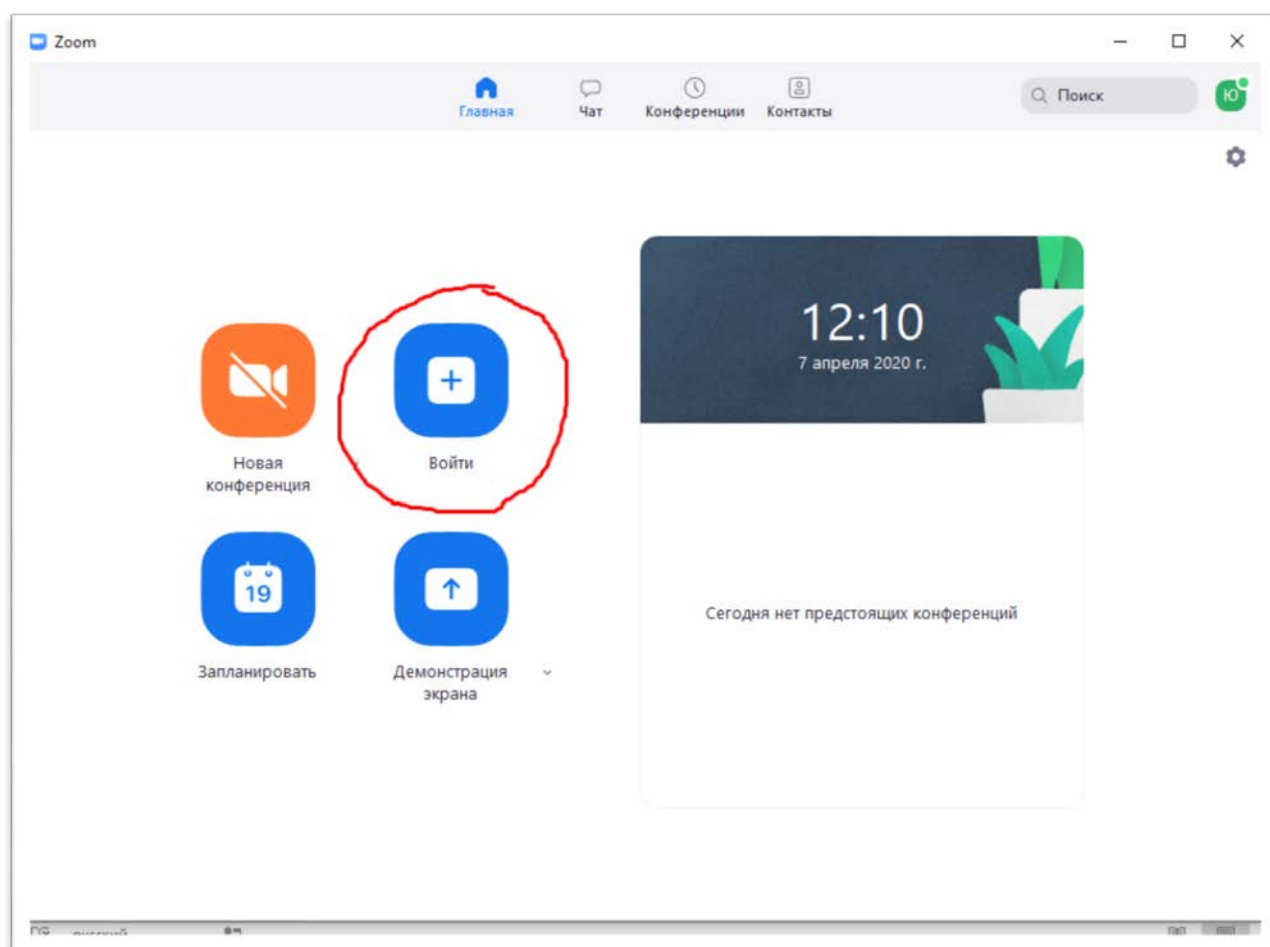 Zoom
Главная
Чат
Конференции
Контакты
Поиск
Ю
12:10
7 апреля 2020 г.
Новая
конференция
Войти
19
Запланировать
Демонстрация
экрана
Сегодня нет предстоящих конференций